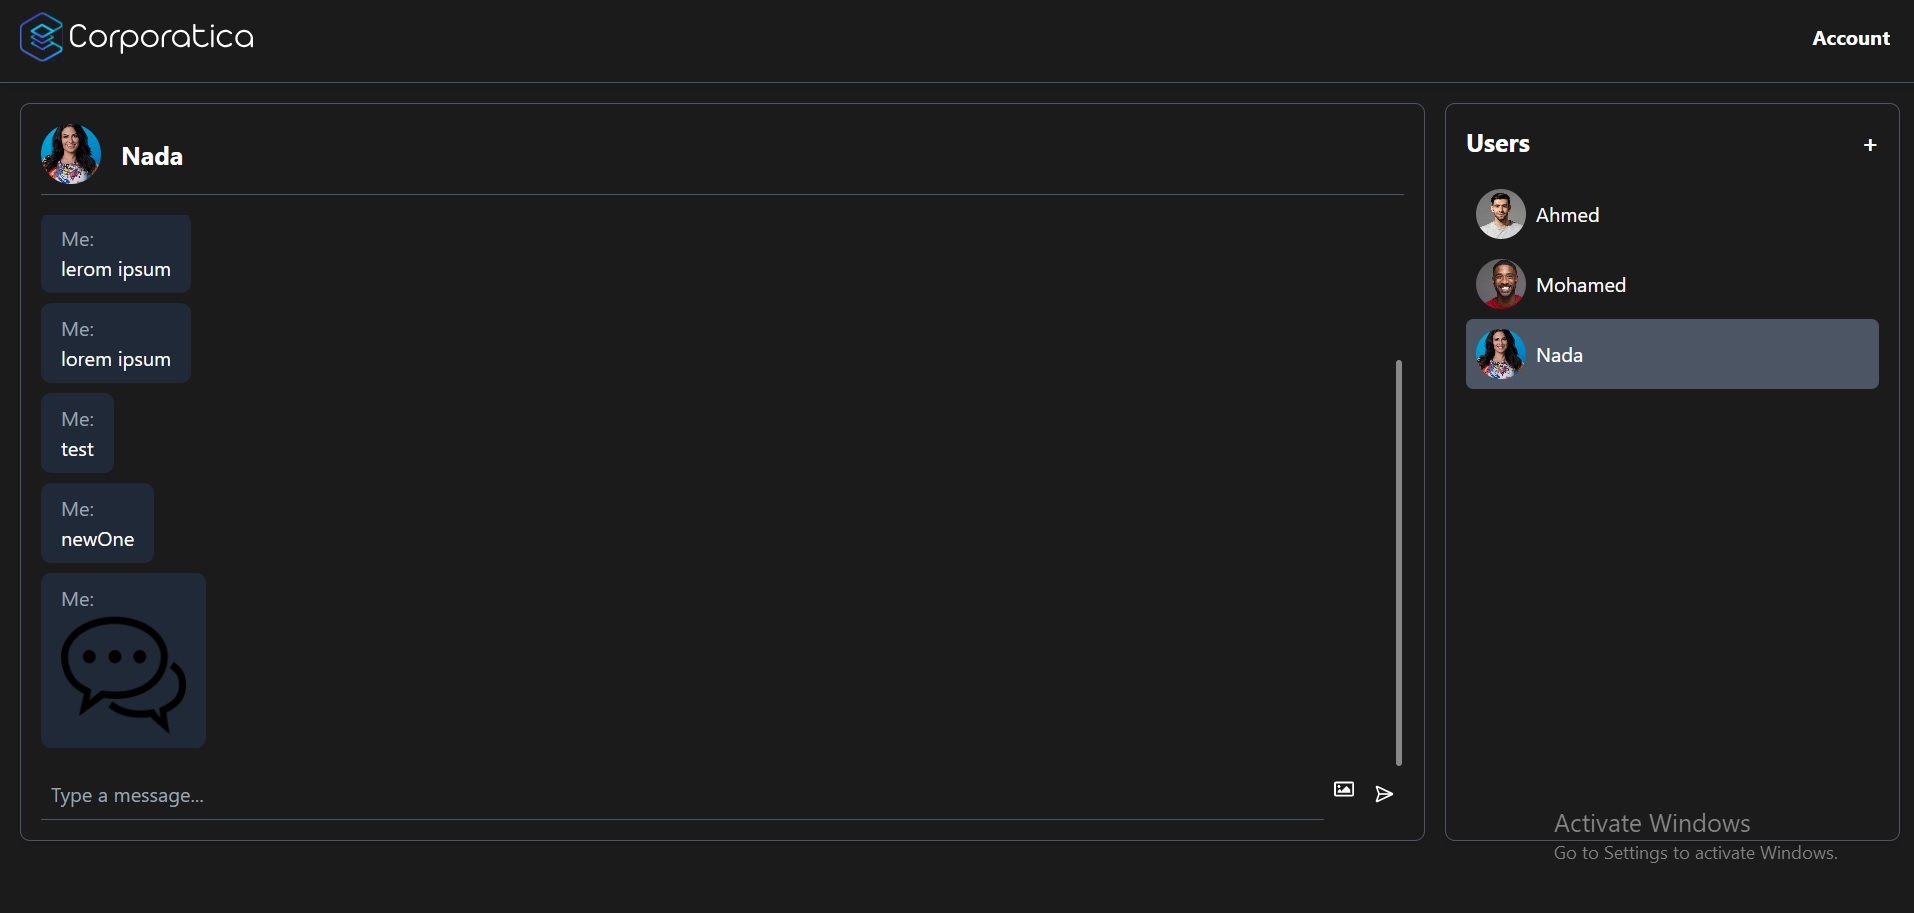 Corporatica
Account
Nada
Me:
lerom ipsum
Me:
lorem ipsum
Me:
test
Me:
newOne
Me:
Type a message...
Users
+
Ahmed
Mohamed
Nada
Activate Windows
Go to Settings to activate Windows.